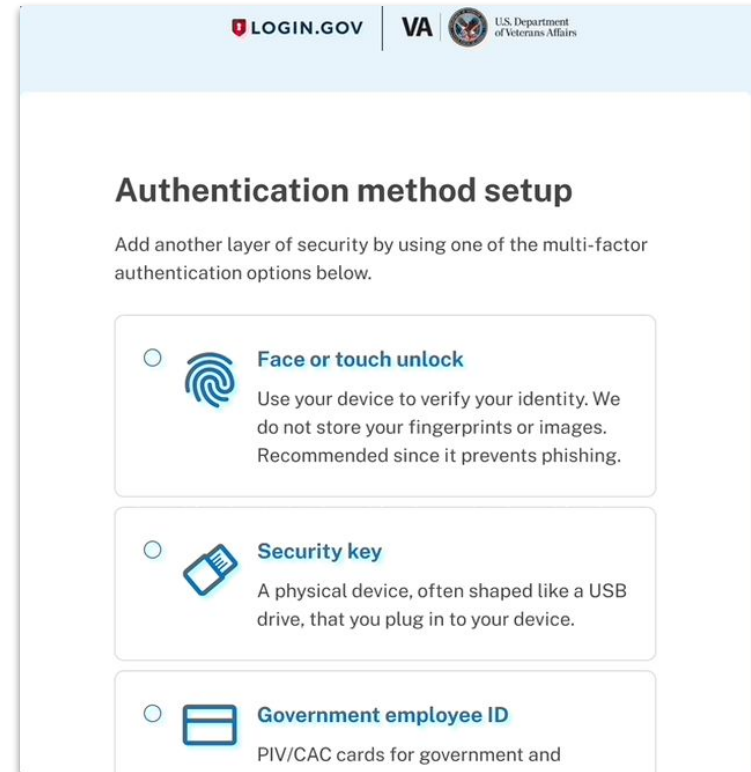 LOGIN.GOV
VA
U.S. Department
of Veterans Affairs
Authentication method setup
Add another layer of security by using one of the multi-factor
authentication options below.
Face or touch unlock
Use your device to verify your identity. We
do not store your fingerprints or images.
Recommended since it prevents phishing.
Security key
A physical device, often shaped like a USB
drive, that you plug in to your device.
Government employee ID
PIV/CAC cards for government and